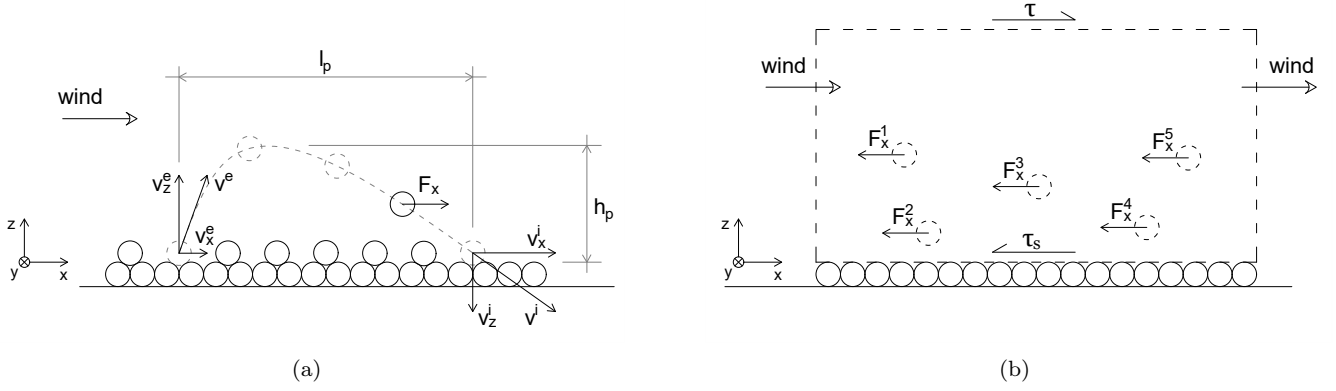 l_p
wind
v_z^e
v^e
F_x
h_p
v_x^e
v_x^i
z
y
x
v_z^i
v^i
(a)
τ
wind
wind
F_x^1
F_x^5
F_x^3
F_x^2
F_x^4
τ_s
z
y
x
(b)